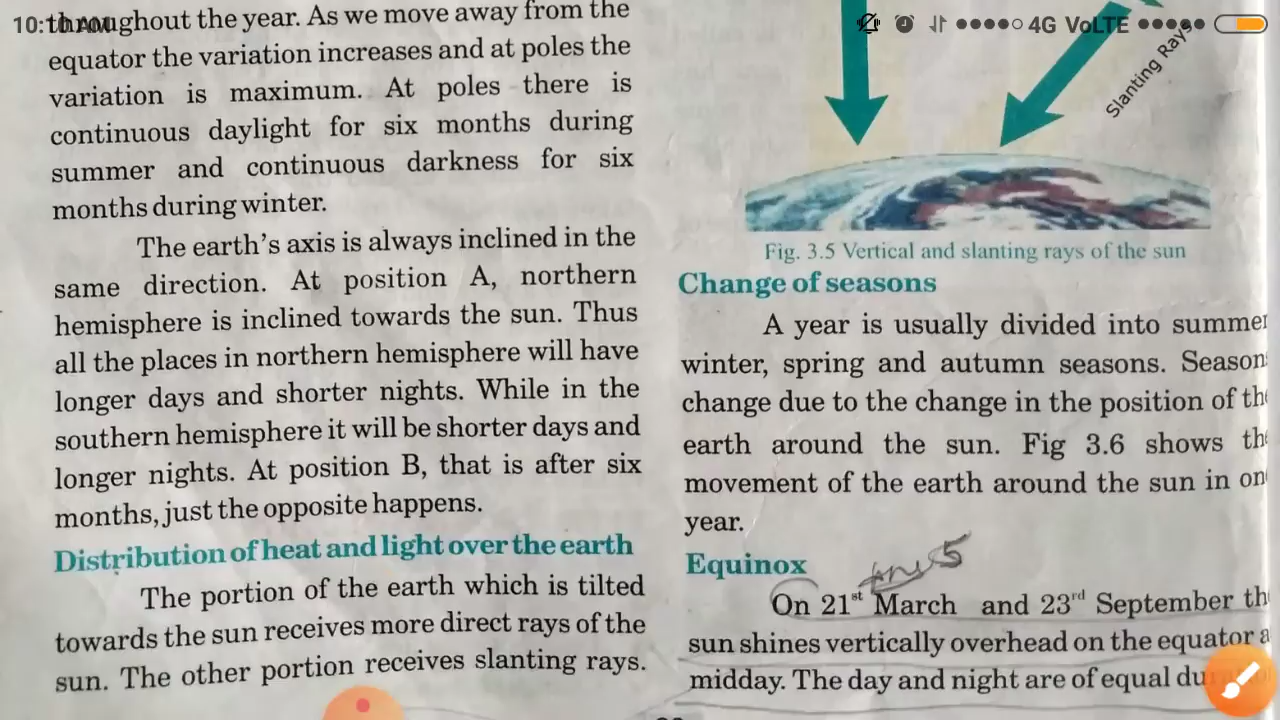 10:10 AM
4G VoLTE
throughout the year. As we move away from the
equator the variation increases and at poles the
variation is maximum. At poles there is
continuous daylight for six months during
summer and continuous darkness for six
months during winter.
The earth's axis is always inclined in the
same direction. At position A, northern
hemisphere is inclined towards the sun. Thus
all the places in northern hemisphere will have
longer days and shorter nights. While in the
southern hemisphere it will be shorter days and
longer nights. At position B, that is after six
months, just the opposite happens.
Distribution of heat and light over the earth
The portion of the earth which is tilted
towards the sun receives more direct rays of the
sun. The other portion receives slanting rays.
Slanting Rays
Fig. 3.5 Vertical and slanting rays of the sun
Change of seasons
A year is usually divided into summer
winter, spring and autumn seasons. Season
change due to the change in the position of the
earth around the sun. Fig 3.6 shows the
movement of the earth around the sun in on
year.
Equinox
ans 5
On 21st March and 23rd September th
sun shines vertically overhead on the equator a
midday. The day and night are of equal du